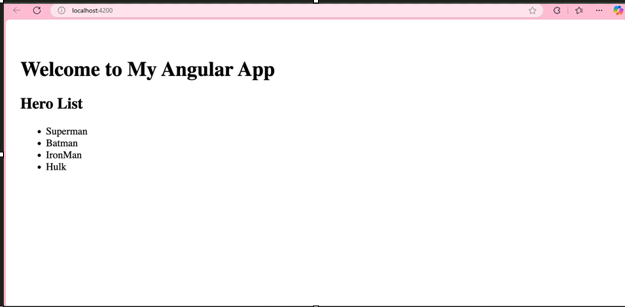 localhost:4200
Welcome to My Angular App
Hero List
Superman
Batman
IronMan
Hulk